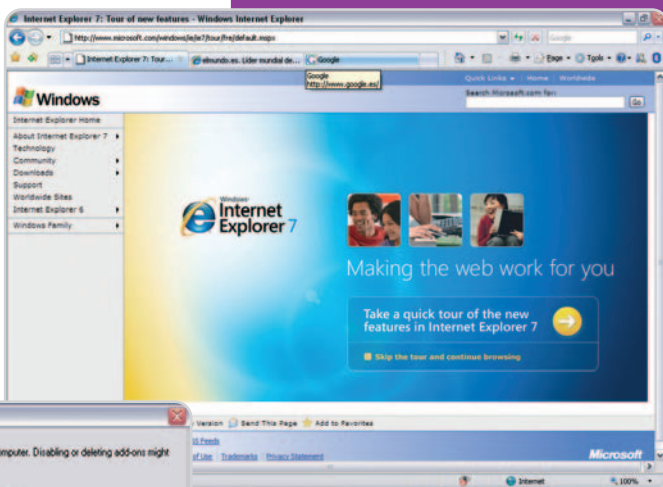 Internet Explorer 7: Tour of new features - Windows Internet Explorer
http://www.microsoft.com/windows/ie/ie7/tour/fre/default.mspx
Google
Internet Explorer 7: Tour ...
elmundo.es. Lider mundial de...
Google
Page
Tools
Google
http://www.google.es/
Quick Links
Home
Worldwide
Windows
Search Microsoft.com for:
Go
Internet Explorer Home
About Internet Explorer 7
Technology
Community
Downloads
Support
Worldwide Sites
Internet Explorer 6
Windows Family
Windows
Internet
Explorer 7
Making the web work for you
Take a quick tour of the new
features in Internet Explorer 7
Skip the tour and continue browsing
Version
Send This Page
Add to Favorites
mputer. Disabling or deleting add-ons might
SS Feeds
of Use
Trademarks
Privacy Statement
Microsoft
Internet
100%